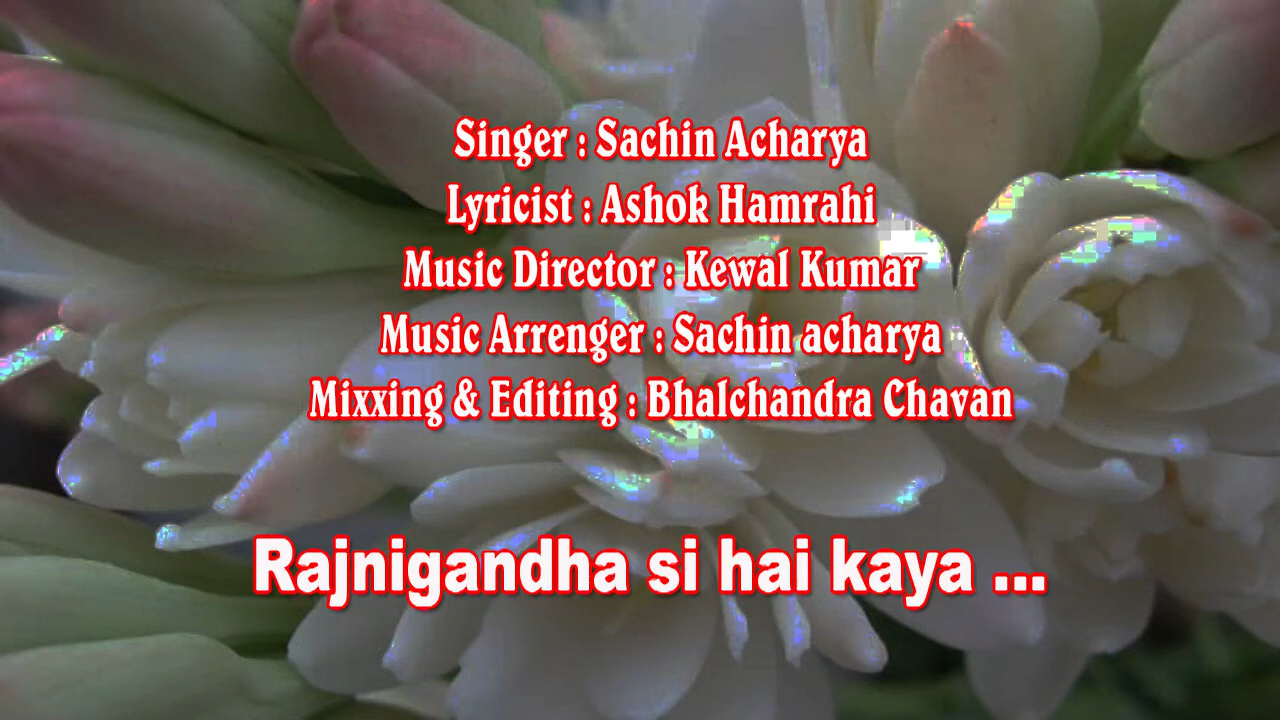 Singer : Sachin Acharya
Lyricist : Ashok Hamrahi
Music Director : Kewal Kumar
Music Arrenger : Sachin acharya
Mixxing & Editing : Bhalchandra Chavan
Rajnigandha si hai kaya ...